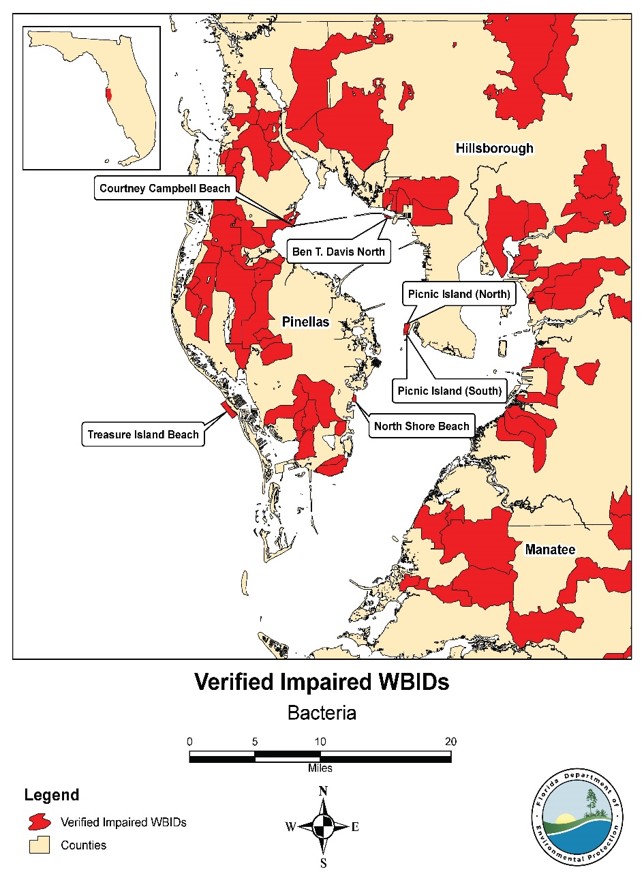 Hillsborough
Courtney Campbell Beach
Ben T. Davis North
Picnic Island (North)
Pinellas
Picnic Island (South)
North Shore Beach
Treasure Island Beach
Manatee
Verified Impaired WBIDs
Bacteria
0 5 10 20
Miles
Legend
Verified Impaired WBIDs
Counties
N
W E
S
Florida Department of
Environmental Protection